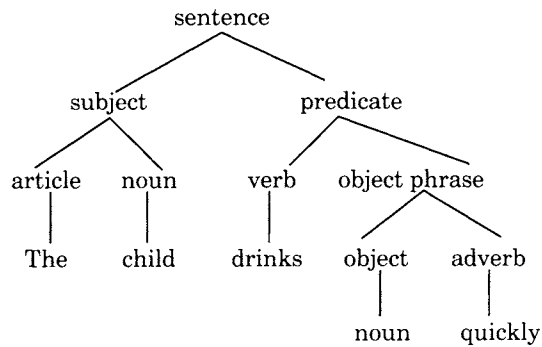 sentence
subject predicate
article noun verb object phrase
The child drinks object adverb
noun quickly